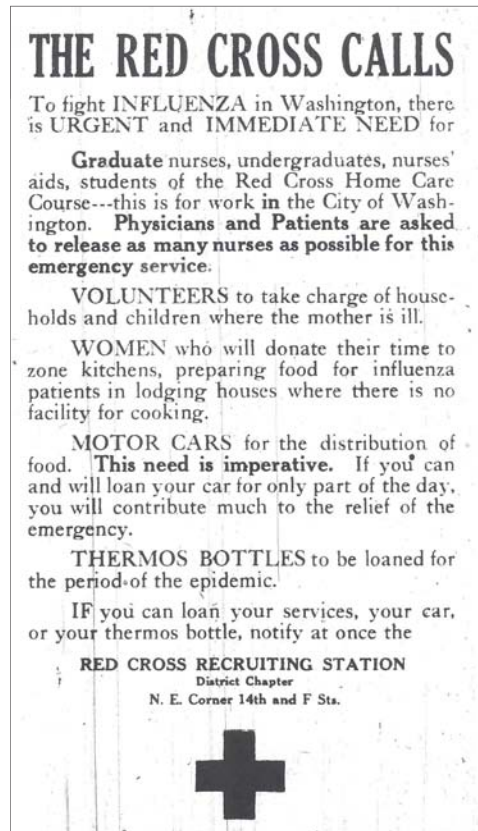 THE RED CROSS CALLS
To fight INFLUENZA in Washington, there
is URGENT and IMMEDIATE NEED for
Graduate nurses, undergraduates, nurses'
aids, students of the Red Cross Home Care
Course---this is for work in the City of Wash-
ington. Physicians and Patients are asked
to release as many nurses as possible for this
emergency service.
VOLUNTEERS to take charge of house-
holds and children where the mother is ill.
WOMEN who will donate their time to
zone kitchens, preparing food for influenza
patients in lodging houses where there is no
facility for cooking.
MOTOR CARS for the distribution of
food. This need is imperative. If you can
and will loan your car for only part of the day,
you will contribute much to the relief of the
emergency.
THERMOS BOTTLES to be loaned for
the period of the epidemic.
IF you can loan your services, your car,
or your thermos bottle, notify at once the
RED CROSS RECRUITING STATION
District Chapter
N. E. Corner 14th and F Sts.